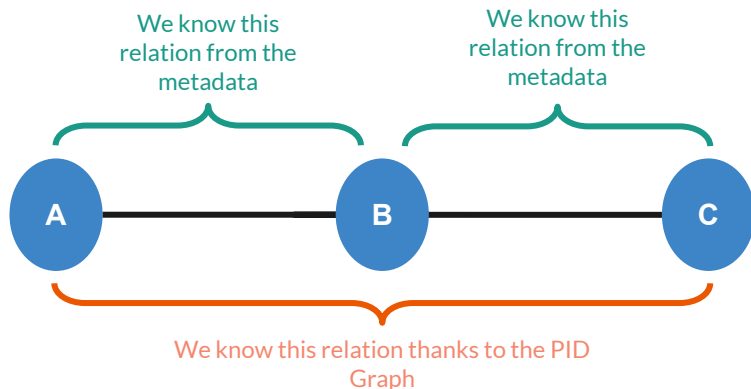 We know this
relation from the
metadata
We know this
relation from the
metadata
A
B
C
We know this relation thanks to the PID
Graph